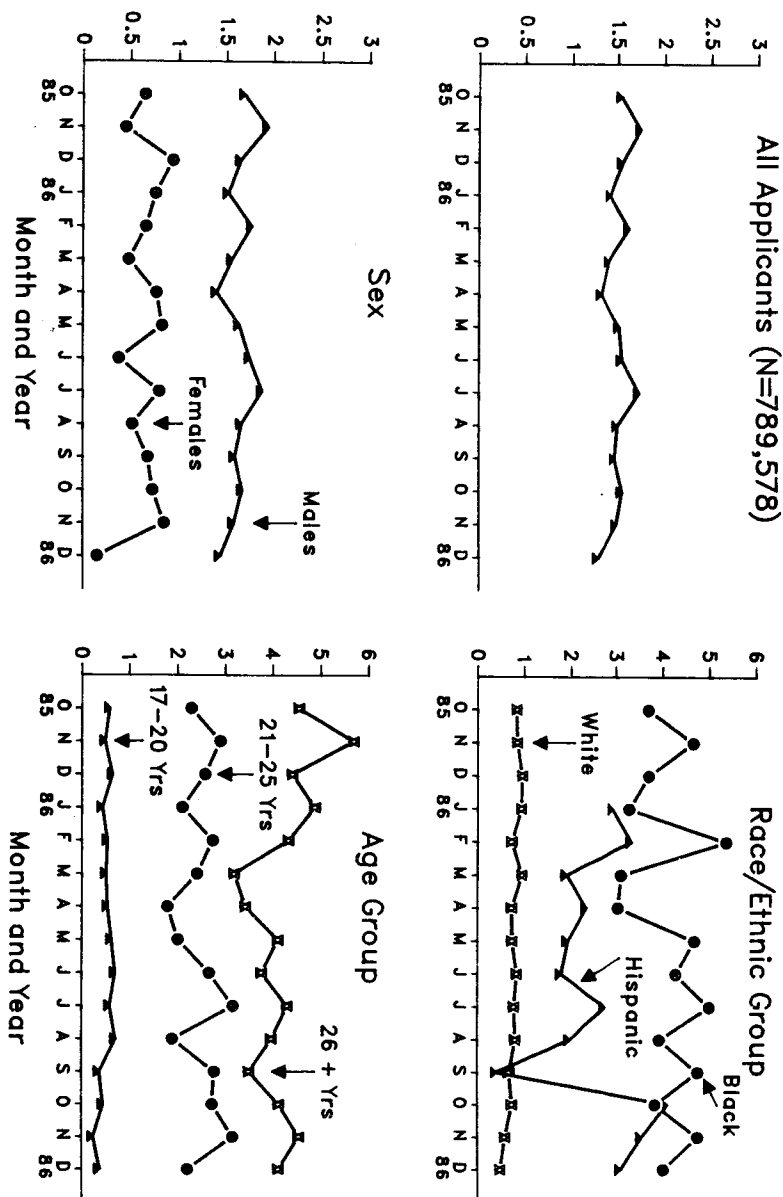 All Applicants (N=789,578)
3
2.5
2
1.5
1
0.5
0
O N D J F M A M J J A S O N D
85 86 86
Race/Ethnic Group
6
5
4
3
2
1
0
White
Hispanic
Black
O N D J F M A M J J A S O N D
85 86 86
Sex
3
2.5
2
1.5
1
0.5
0
Males
Females
O N D J F M A M J J A S O N D
85 86 86
Month and Year
Age Group
6
5
4
3
2
1
0
26 + Yrs
21–25 Yrs
17–20 Yrs
O N D J F M A M J J A S O N D
85 86 86
Month and Year